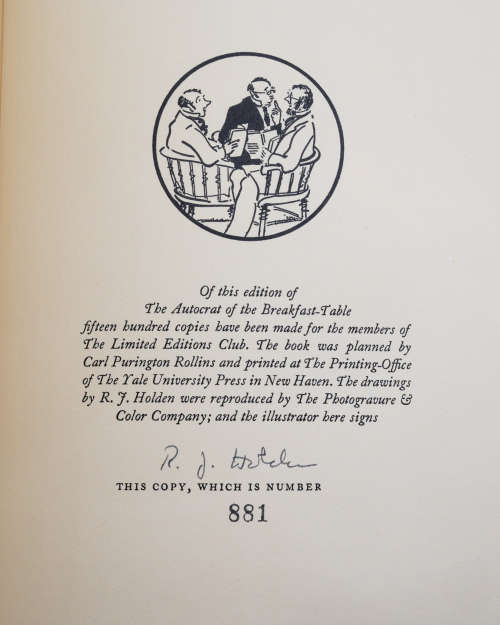 Of this edition of
The Autocrat of the Breakfast-Table
fifteen hundred copies have been made for the members of
The Limited Editions Club. The book was planned by
Carl Purington Rollins and printed at The Printing-Office
of The Yale University Press in New Haven. The drawings
by R. J. Holden were reproduced by The Photogravure &
Color Company; and the illustrator here signs
R. J. Holden
THIS COPY, WHICH IS NUMBER
881